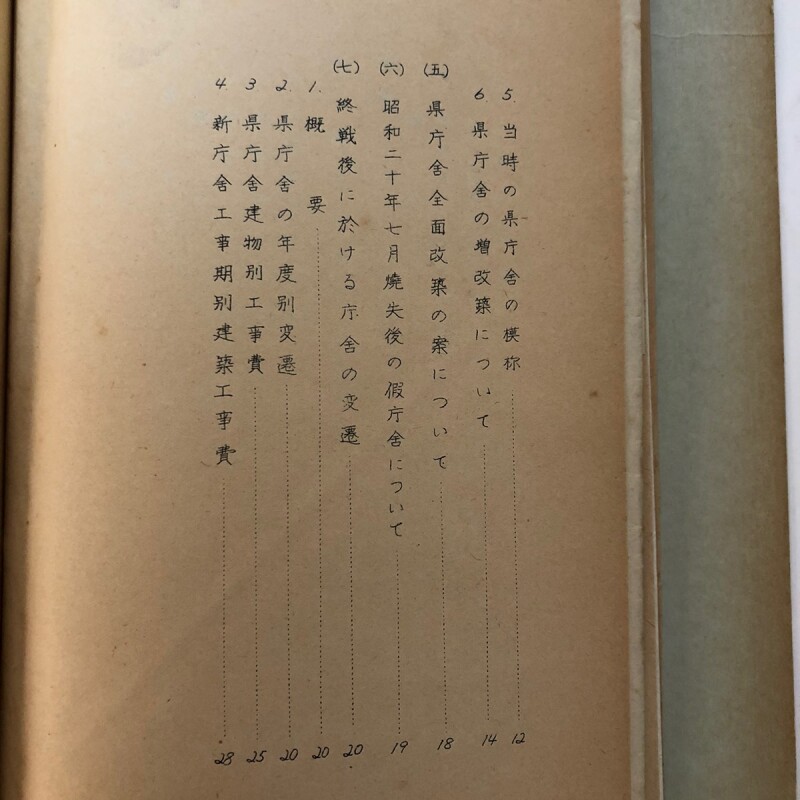 5. 当時の県庁舎の模称……12
6. 県庁舎の増改築について……14
(五) 県庁舎全面改築の案について……18
(六) 昭和二十年七月焼失後の假庁舎について……19
(七) 終戦後に於ける庁舎の変遷……20
1. 概要……20
2. 県庁舎の年度別変遷……20
3 県庁舎建物別工事費……25
4. 新庁舎工事期別建築工事費……28